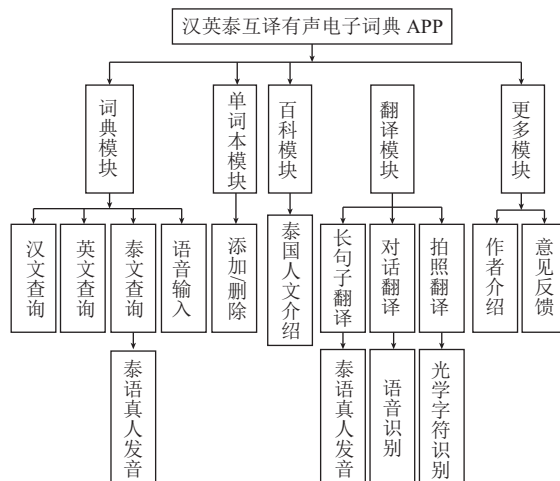 汉英泰互译有声电子词典 APP
词典模块
单词本模块
百科模块
翻译模块
更多模块
汉文查询
英文查询
泰文查询
语音输入
添加/删除
泰国人文介绍
长句子翻译
对话翻译
拍照翻译
作者介绍
意见反馈
泰语真人发音
泰语真人发音
语音识别
光学字符识别